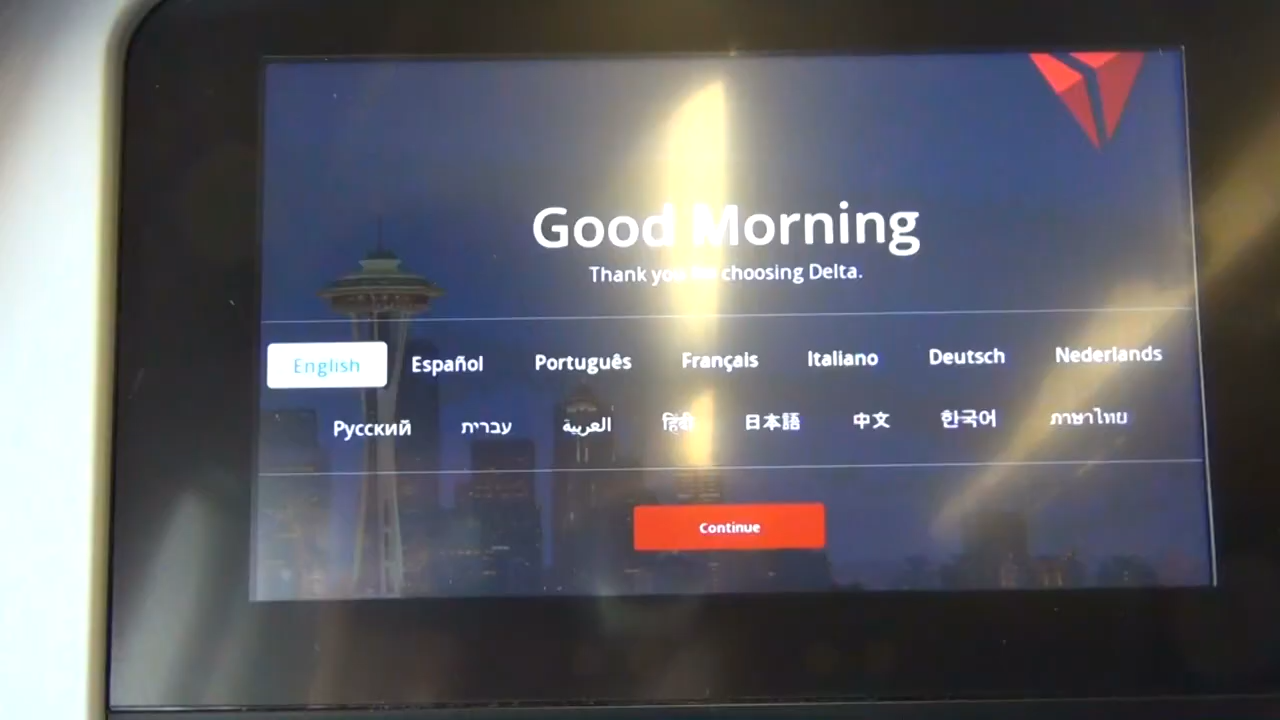 Good Morning
Thank you for choosing Delta.
English Español Português Français Italiano Deutsch Nederlands
Русский עברית العربية हिंदी 日本語 中文 한국어 ภาษาไทย
Continue